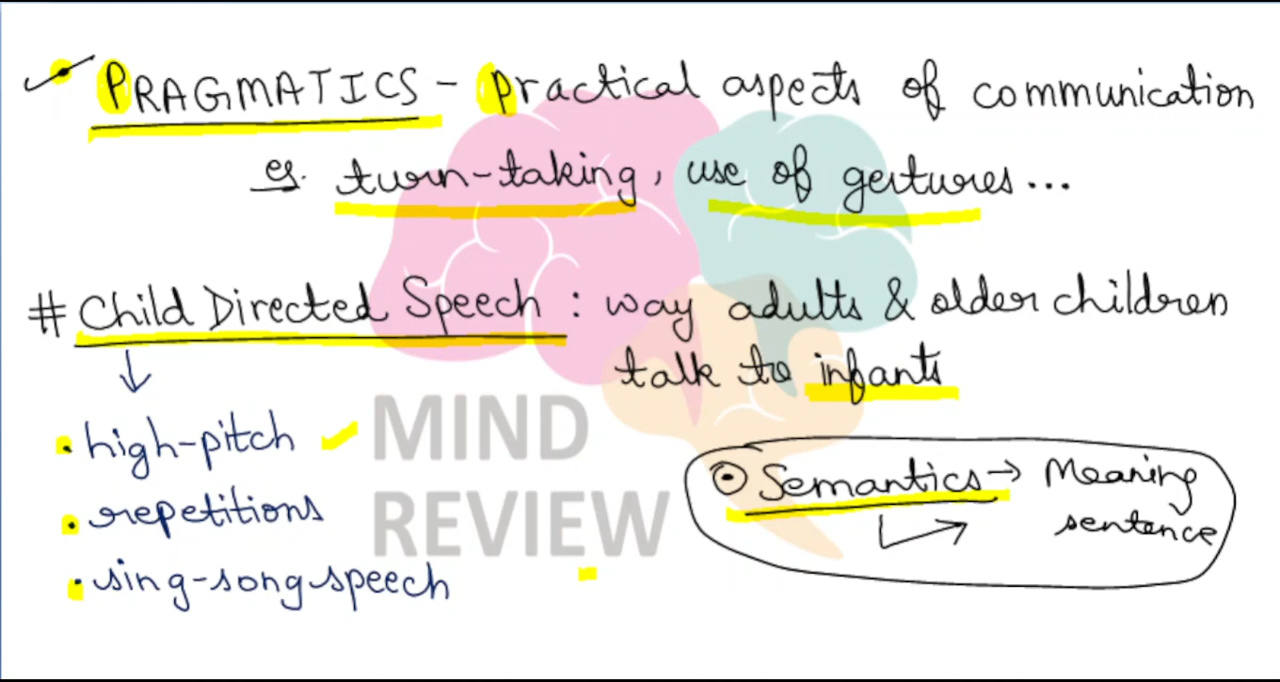 PRAGMATICS - practical aspects of communication
eg. turn-taking, use of gestures...
# Child Directed Speech : way adults & older children
talk to infants
↓
• high-pitch
• repetitions
• sing-song speech
MIND
REVIEW
⊙ Semantics → Meaning
sentence